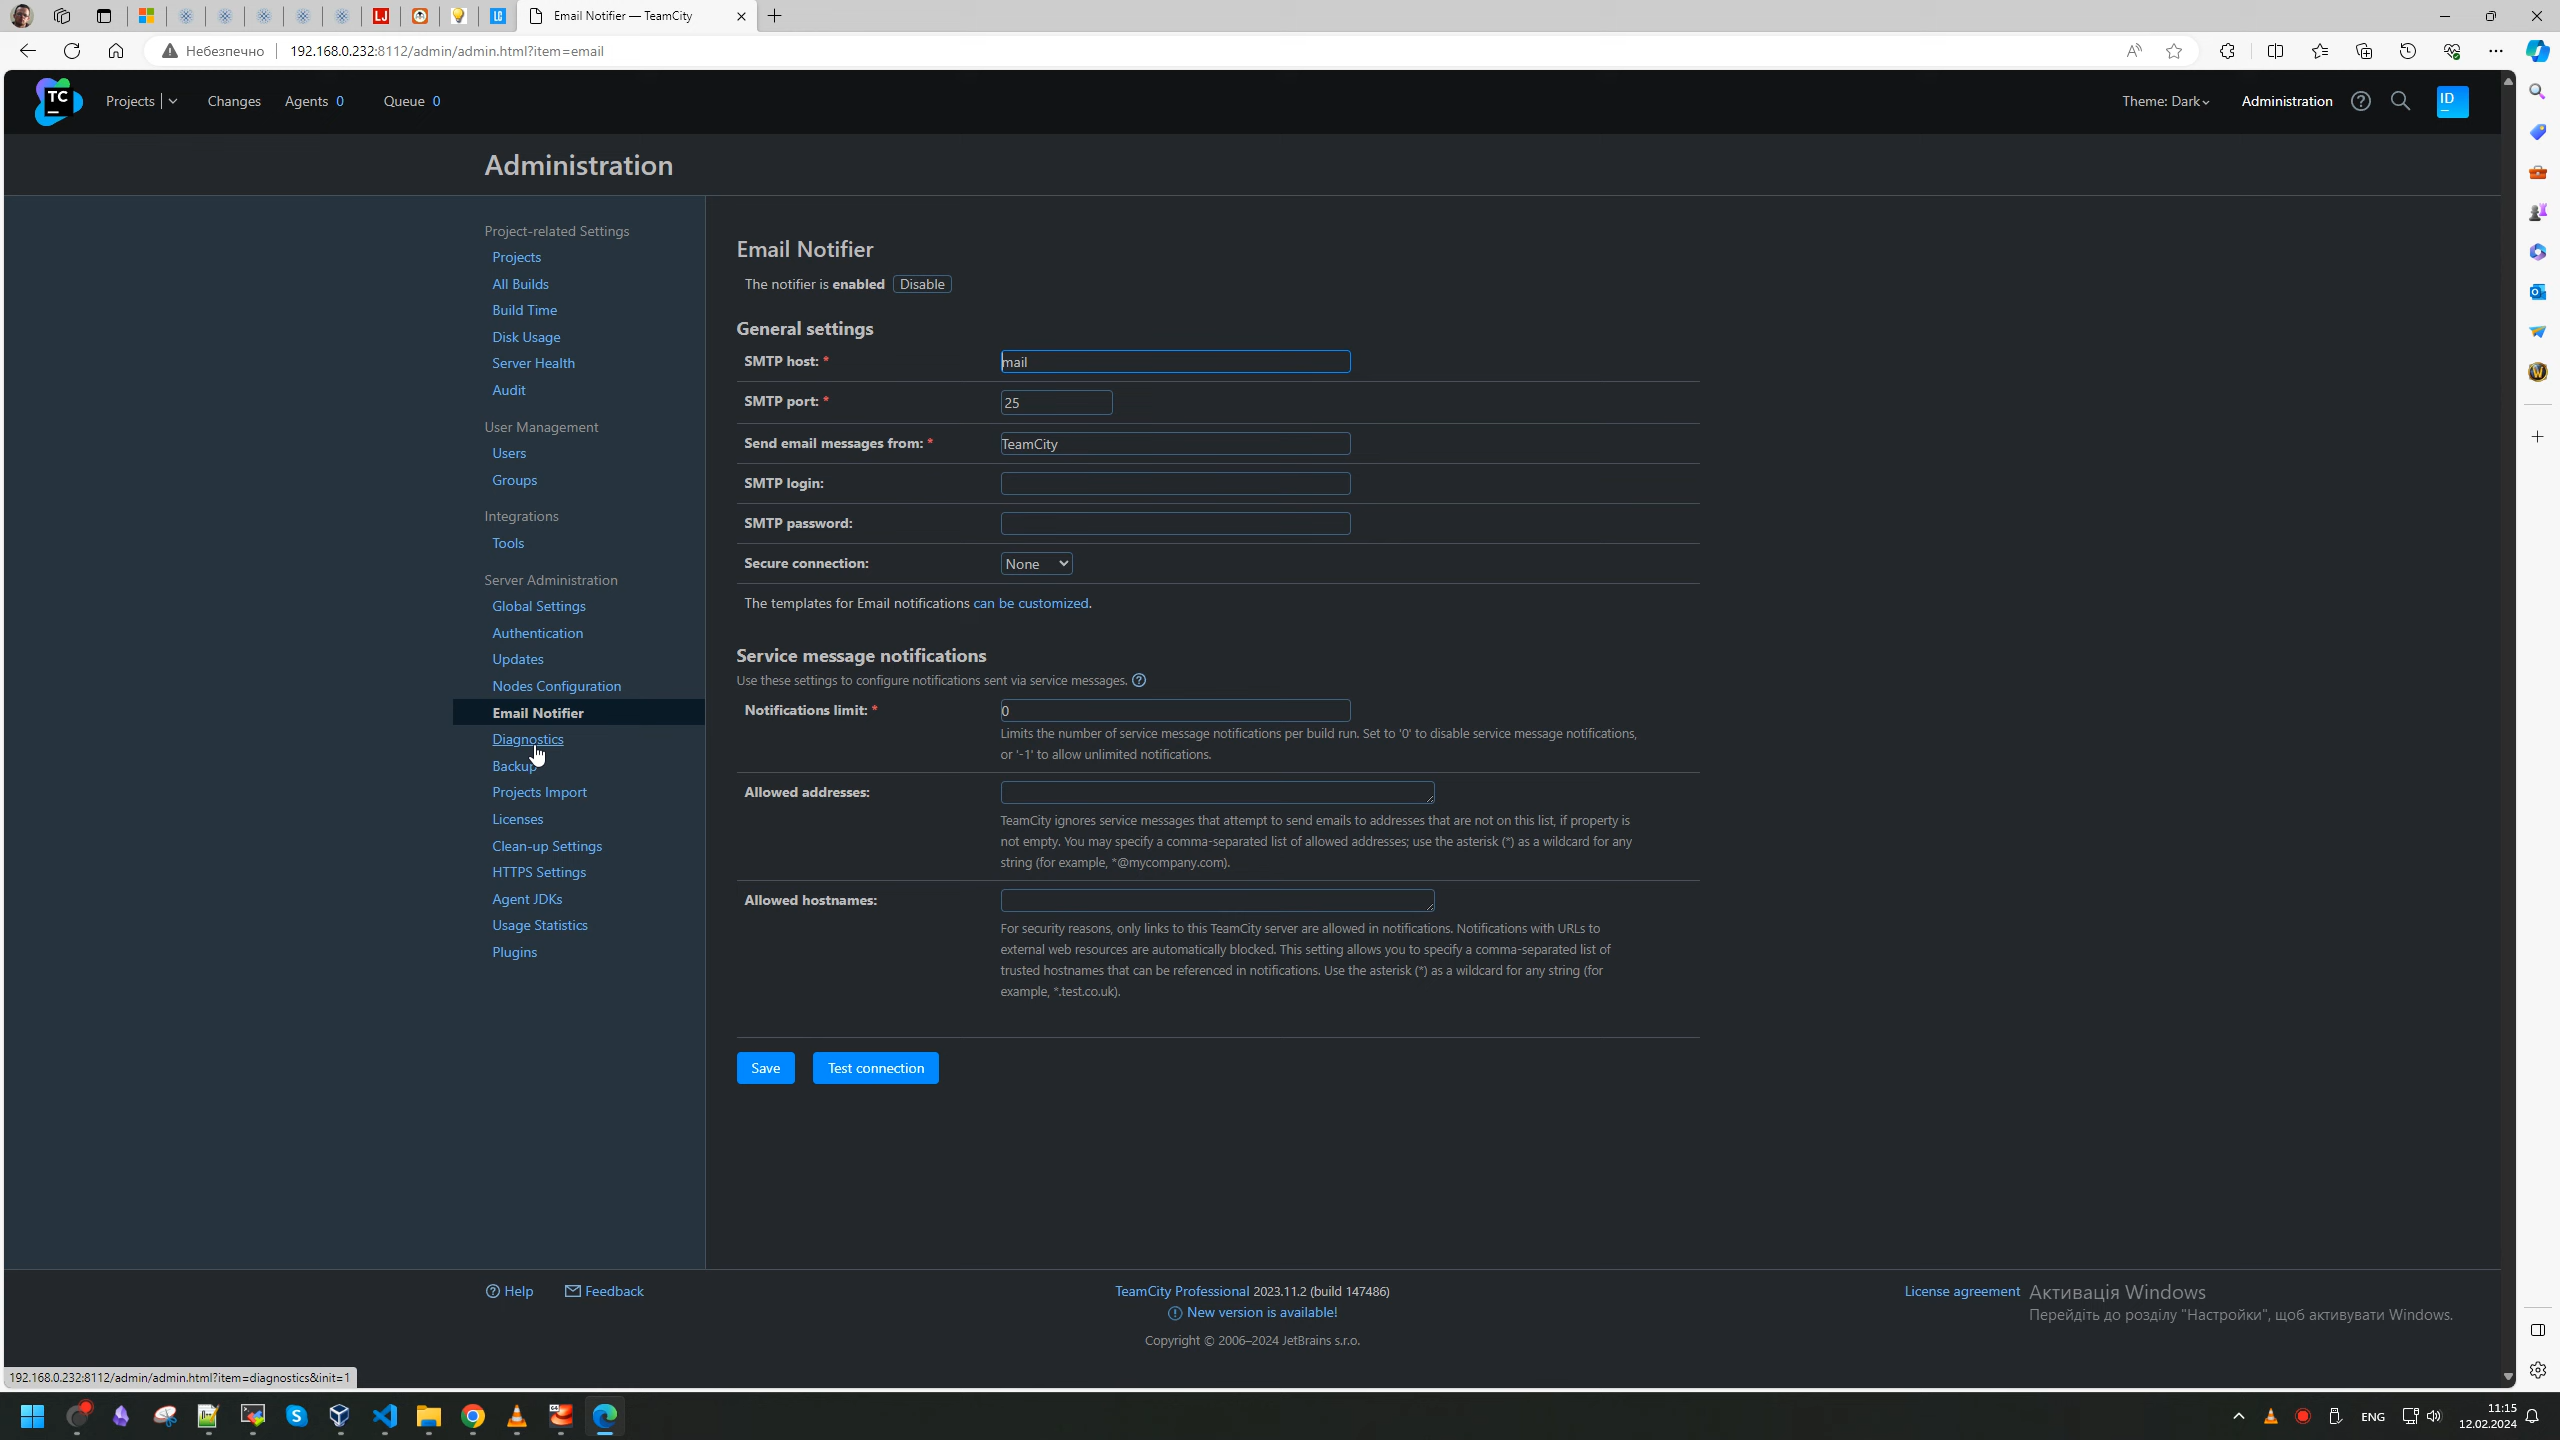 Email Notifier — TeamCity
Небезпечно
192.168.0.232:8112/admin/admin.html?item=email
TC
Projects
Changes
Agents 0
Queue 0
Theme: Dark
Administration
ID
Administration
Project-related Settings
Projects
All Builds
Build Time
Disk Usage
Server Health
Audit
User Management
Users
Groups
Integrations
Tools
Server Administration
Global Settings
Authentication
Updates
Nodes Configuration
Email Notifier
Diagnostics
Backup
Projects Import
Licenses
Clean-up Settings
HTTPS Settings
Agent JDKs
Usage Statistics
Plugins
Email Notifier
The notifier is enabled Disable
General settings
SMTP host: * mail
SMTP port: * 25
Send email messages from: * TeamCity
SMTP login:
SMTP password:
Secure connection: None
The templates for Email notifications can be customized.
Service message notifications
Use these settings to configure notifications sent via service messages.
Notifications limit: * 0
Limits the number of service message notifications per build run. Set to '0' to disable service message notifications,
or '-1' to allow unlimited notifications.
Allowed addresses:
TeamCity ignores service messages that attempt to send emails to addresses that are not on this list, if property is
not empty. You may specify a comma-separated list of allowed addresses; use the asterisk (*) as a wildcard for any
string (for example, *@mycompany.com).
Allowed hostnames:
For security reasons, only links to this TeamCity server are allowed in notifications. Notifications with URLs to
external web resources are automatically blocked. This setting allows you to specify a comma-separated list of
trusted hostnames that can be referenced in notifications. Use the asterisk (*) as a wildcard for any string (for
example, *.test.co.uk).
Save
Test connection
Help
Feedback
TeamCity Professional 2023.11.2 (build 147486)
New version is available!
Copyright © 2006–2024 JetBrains s.r.o.
License agreement
Активація Windows
Перейдіть до розділу "Настройки", щоб активувати Windows.
192.168.0.232:8112/admin/admin.html?item=diagnostics&init=1
ENG
11:15
12.02.2024